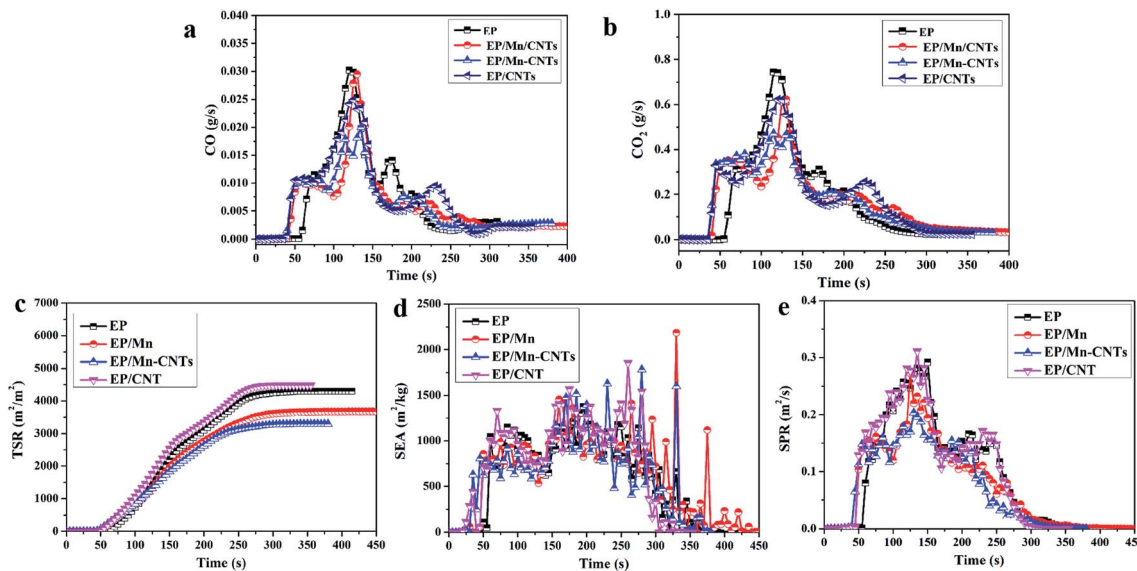 a
0.040
0.035
0.030
0.025
0.020
0.015
0.010
0.005
0.000
CO (g/s)
EP
EP/Mn/CNTs
EP/Mn-CNTs
EP/CNTs
0 50 100 150 200 250 300 350 400
Time (s)
b
1.0
0.8
0.6
0.4
0.2
0.0
CO₂ (g/s)
EP
EP/Mn/CNTs
EP/Mn-CNTs
EP/CNTs
0 50 100 150 200 250 300 350 400
Time (s)
c
7000
6000
5000
4000
3000
2000
1000
0
TSR (m²/m²)
EP
EP/Mn
EP/Mn-CNTs
EP/CNT
0 50 100 150 200 250 300 350 400 450
Time (s)
d
2500
2000
1500
1000
500
0
SEA (m²/kg)
EP
EP/Mn
EP/Mn-CNTs
EP/CNT
0 50 100 150 200 250 300 350 400 450
Time (s)
e
0.4
0.3
0.2
0.1
0.0
SPR (m²/s)
EP
EP/Mn
EP/Mn-CNTs
EP/CNT
0 50 100 150 200 250 300 350 400 450
Time (s)